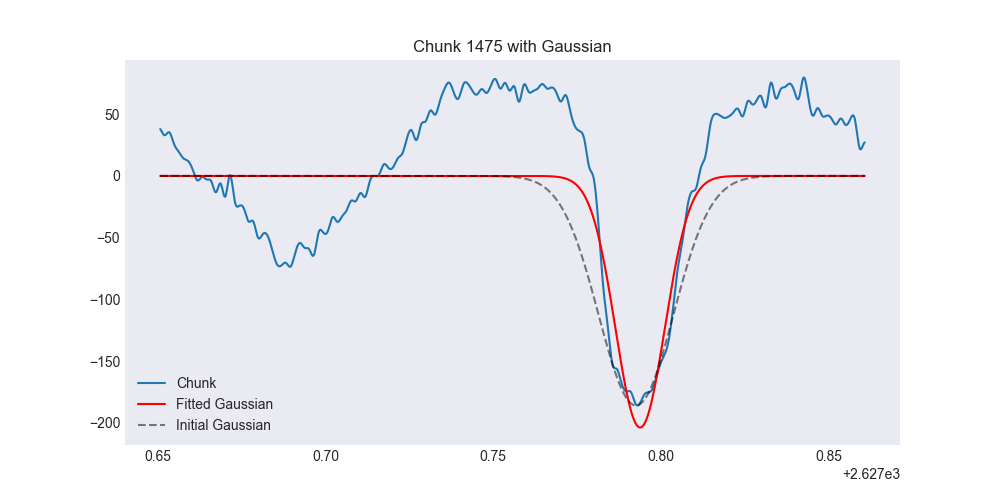 Chunk 1475 with Gaussian
50
0
−50
−100
−150
−200
Chunk
Fitted Gaussian
Initial Gaussian
0.65 0.70 0.75 0.80 0.85
+2.627e3